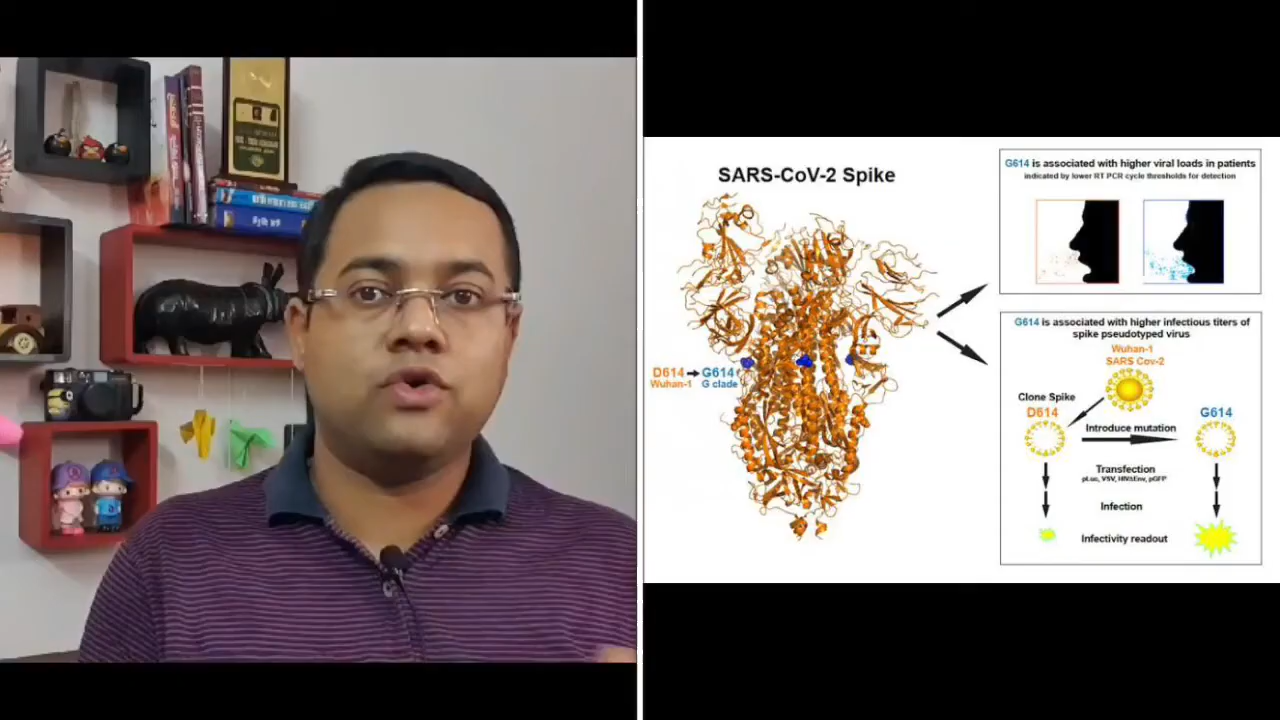 SARS-CoV-2 Spike
D614 → G614
Wuhan-1 G clade
G614 is associated with higher viral loads in patients
indicated by lower RT PCR cycle thresholds for detection
G614 is associated with higher infectious titers of
spike pseudotyped virus
Wuhan-1
SARS Cov-2
Clone Spike
D614
G614
Introduce mutation
Transfection
pLuc, VSV, HIVΔEnv, pGFP
Infection
Infectivity readout